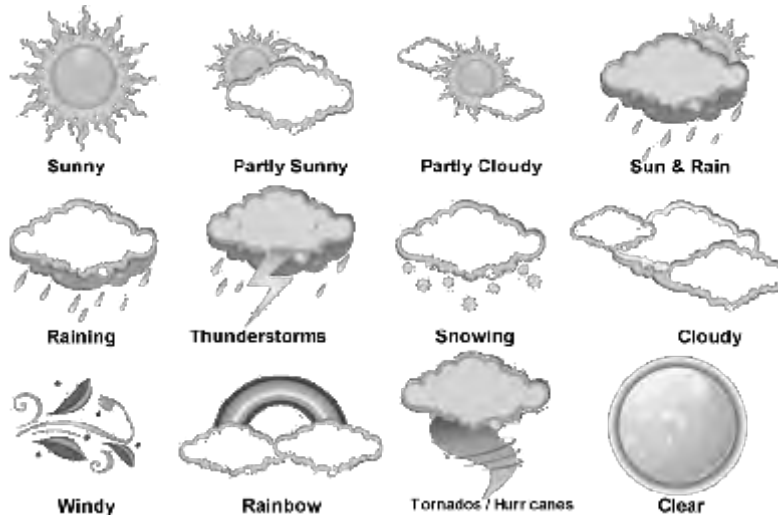 Sunny
Partly Sunny
Partly Cloudy
Sun & Rain
Raining
Thunderstorms
Snowing
Cloudy
Windy
Rainbow
Tornados / Hurr canes
Clear